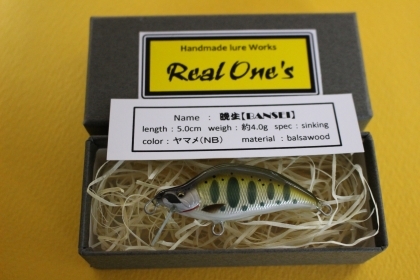 Handmade lure Works
Real One's
Name : 晩生【BANSEI】
length : 5.0cm weigh : 約4.0g spec : sinking
color : ヤマメ(NB) material : balsawood